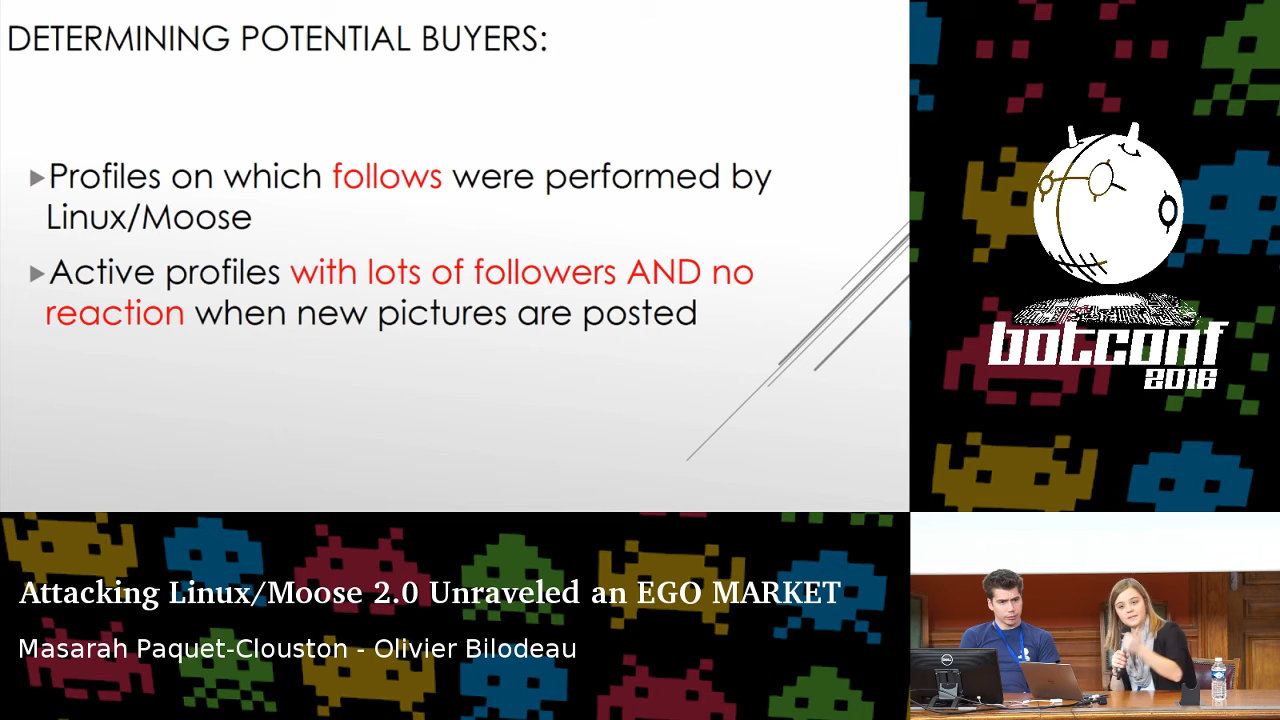 DETERMINING POTENTIAL BUYERS:
▸Profiles on which follows were performed by
Linux/Moose
▸Active profiles with lots of followers AND no
reaction when new pictures are posted
botconf
2016
Attacking Linux/Moose 2.0 Unraveled an EGO MARKET
Masarah Paquet-Clouston - Olivier Bilodeau
DELL